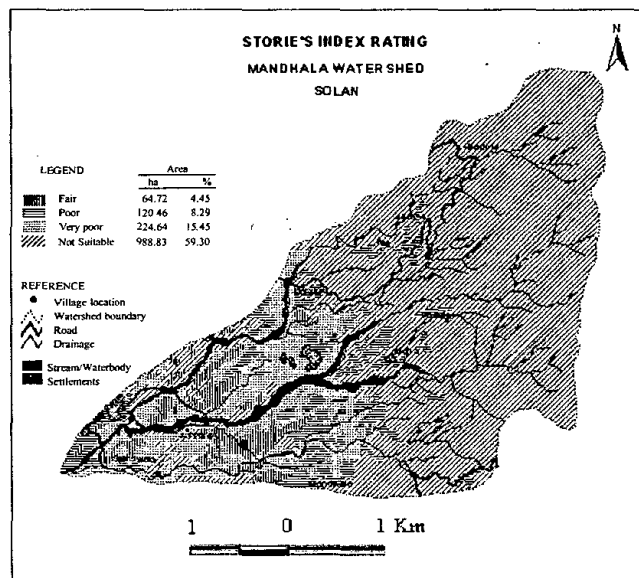 STORIE'S INDEX RATING
MANDHALA WATERSHED
SOLAN
N
LEGEND Area
ha %
Fair 64.72 4.45
Poor 120.46 8.29
Very poor 224.64 15.45
Not Suitable 988.83 59.30
REFERENCE
Village location
Watershed boundary
Road
Drainage
Stream/Waterbody
Settlements
1 0 1 Km